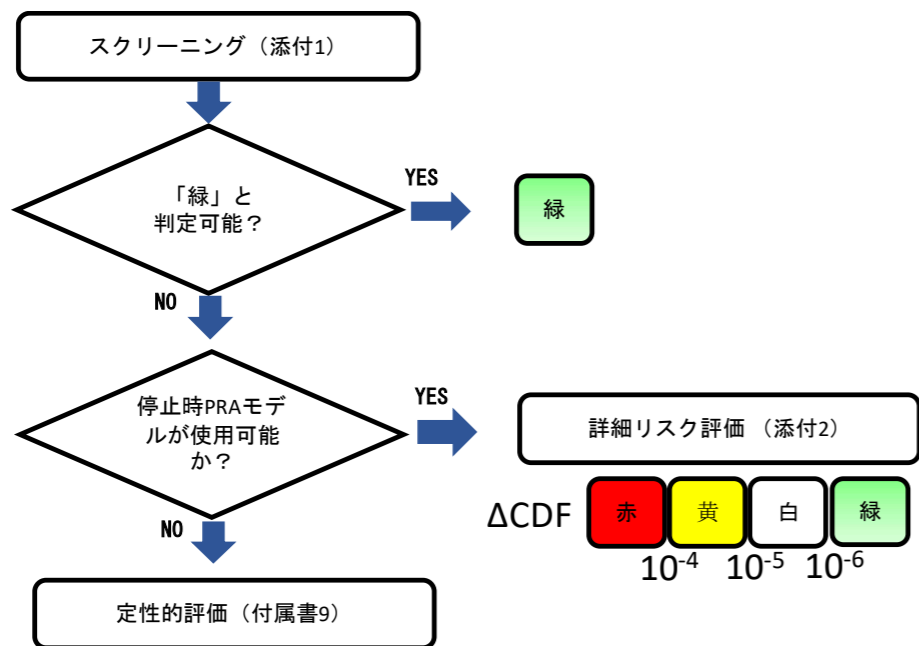 スクリーニング（添付1）
「緑」と
判定可能？
YES
緑
NO
停止時PRAモデ
ルが使用可能
か？
YES
詳細リスク評価 （添付2）
ΔCDF 赤 黄 白 緑
10-4 10-5 10-6
NO
定性的評価（付属書9）